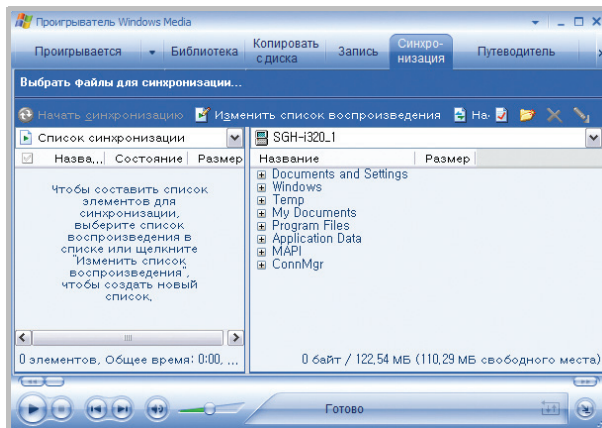 Проигрыватель Windows Media
Проигрывается
Библиотека
Копировать с диска
Запись
Синхро-
низация
Путеводитель
Выбрать файлы для синхронизации...
Начать синхронизацию
Изменить список воспроизведения
На
Список синхронизации
SGH-i320_1
Назва... Состояние Размер
Название Размер
Чтобы составить список
элементов для
синхронизации,
выберите список
воспроизведения в
списке или щелкните
"Изменить список
воспроизведения",
чтобы создать новый
список.
Documents and Settings
Windows
Temp
My Documents
Program Files
Application Data
MAPI
ConnMgr
0 элементов, Общее время: 0:00, ...
0 байт / 122,54 МБ (110,29 МБ свободного места)
Готово